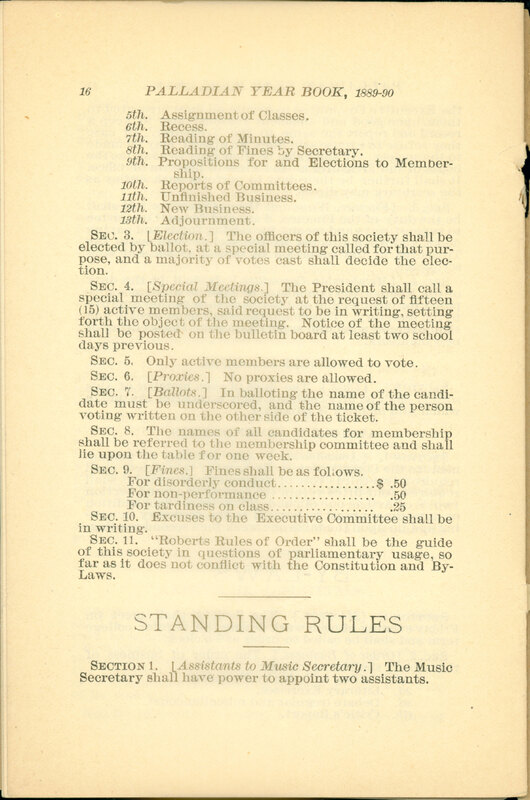 16 PALLADIAN YEAR BOOK, 1889-90
5th. Assignment of Classes.
6th. Recess.
7th. Reading of Minutes.
8th. Reading of Fines by Secretary.
9th. Propositions for and Elections to Member-
ship.
10th. Reports of Committees.
11th. Unfinished Business.
12th. New Business.
13th. Adjournment.
SEC. 3. [Election.] The officers of this society shall be
elected by ballot. at a special meeting called for that pur-
pose, and a majority of votes cast shall decide the elec-
tion.
SEC. 4. [Special Meetings.] The President shall call a
special meeting of the society at the request of fifteen
(15) active members, said request to be in writing, setting
forth the object of the meeting. Notice of the meeting
shall be posted on the bulletin board at least two school
days previous.
SEC. 5. Only active members are allowed to vote.
SEC. 6. [Proxies.] No proxies are allowed.
SEC. 7. [Ballots.] In balloting the name of the candi-
date must be underscored, and the name of the person
voting written on the other side of the ticket.
SEC. 8. The names of all candidates for membership
shall be referred to the membership committee and shall
lie upon the table for one week.
SEC. 9. [Fines.] Fines shall be as follows.
For disorderly conduct................$ .50
For non-performance ................ .50
For tardiness on class................. .25
SEC. 10. Excuses to the Executive Committee shall be
in writing.
SEC. 11. "Roberts Rules of Order" shall be the guide
of this society in questions of parliamentary usage, so
far as it does not conflict with the Constitution and By-
Laws.
STANDING RULES
SECTION 1. [Assistants to Music Secretary.] The Music
Secretary shall have power to appoint two assistants.